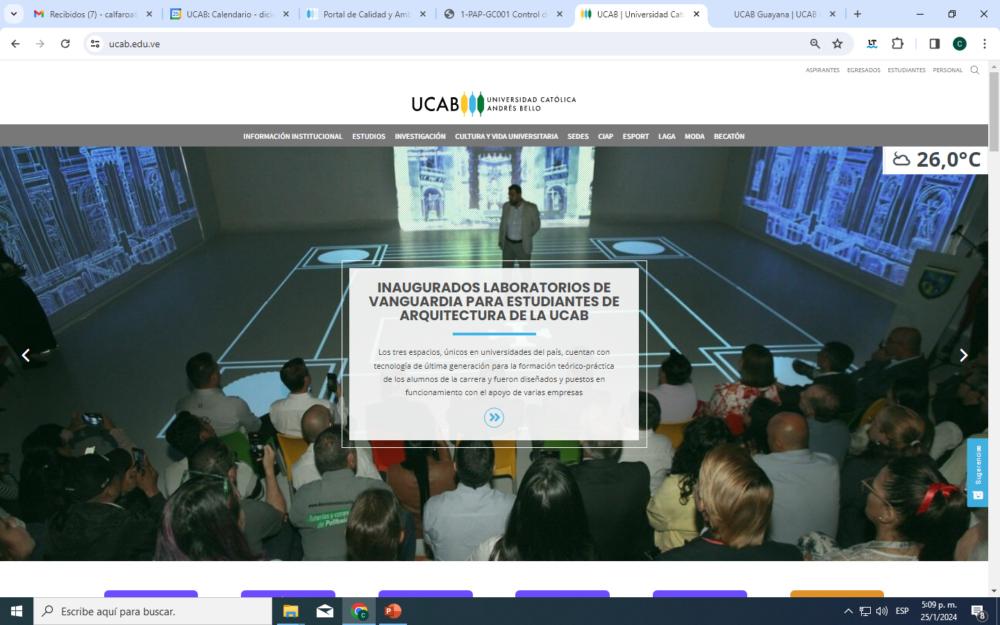 Recibidos (7) - calfaroa
UCAB: Calendario - dicie
Portal de Calidad y Amb
1-PAP-GC001 Control d
UCAB | Universidad Cat
UCAB Guayana | UCAB
ucab.edu.ve
ASPIRANTES EGRESADOS ESTUDIANTES PERSONAL
UCAB UNIVERSIDAD CATÓLICA
ANDRÉS BELLO
INFORMACIÓN INSTITUCIONAL ESTUDIOS INVESTIGACIÓN CULTURA Y VIDA UNIVERSITARIA SEDES CIAP ESPORT LAGA MODA BECATÓN
26,0°C
INAUGURADOS LABORATORIOS DE
VANGUARDIA PARA ESTUDIANTES DE
ARQUITECTURA DE LA UCAB
Los tres espacios, únicos en universidades del país, cuentan con
tecnología de última generación para la formación teórico-práctica
de los alumnos de la carrera y fueron diseñados y puestos en
funcionamiento con el apoyo de varias empresas
Sugerencias
Tuberías y conex
de Polifusió
Escribe aquí para buscar.
ESP
5:09 p. m.
25/1/2024
8